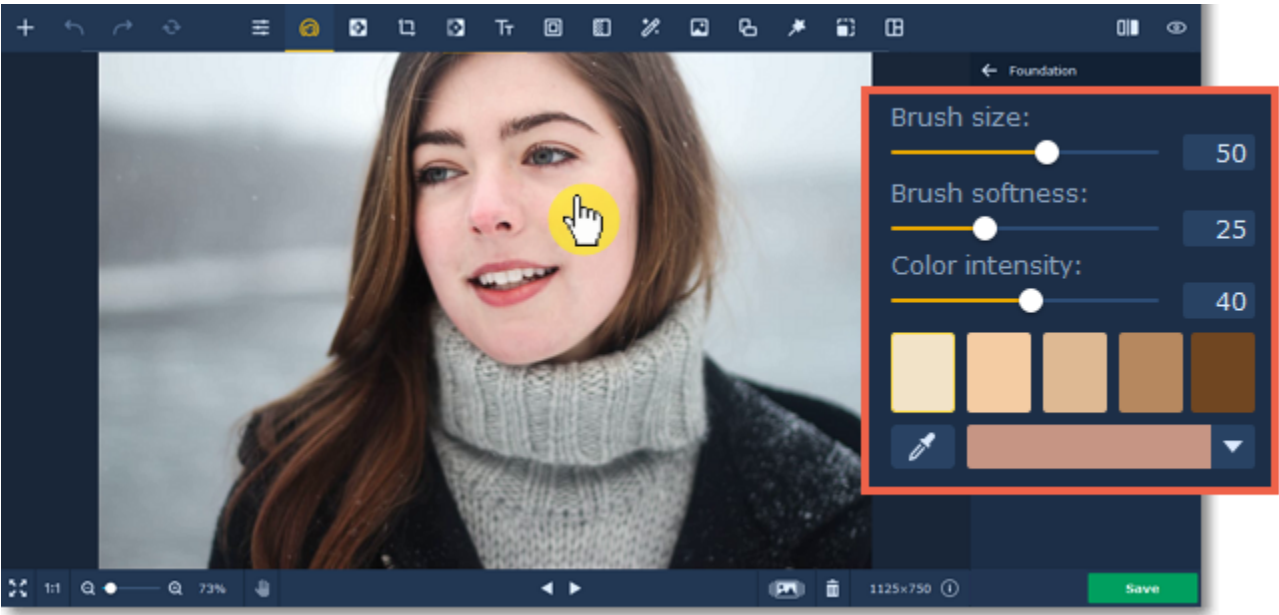 Foundation
Brush size:
50
Brush softness:
25
Color intensity:
40
1:1
73%
1125×750
Save